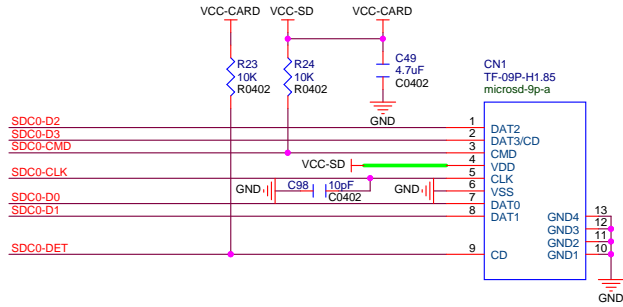 VCC-CARD VCC-SD VCC-CARD
R23
10K
R0402
R24
10K
R0402
C49
4.7uF
C0402
GND
CN1
TF-09P-H1.85
microsd-9p-a
SDC0-D2 1 DAT2
SDC0-D3 2 DAT3/CD
SDC0-CMD 3 CMD
VCC-SD 4 VDD
SDC0-CLK 5 CLK
GND C98 10pF C0402 GND 6 VSS
SDC0-D0 7 DAT0
SDC0-D1 8 DAT1
SDC0-DET 9 CD
GND4 13
GND3 12
GND2 11
GND1 10
GND